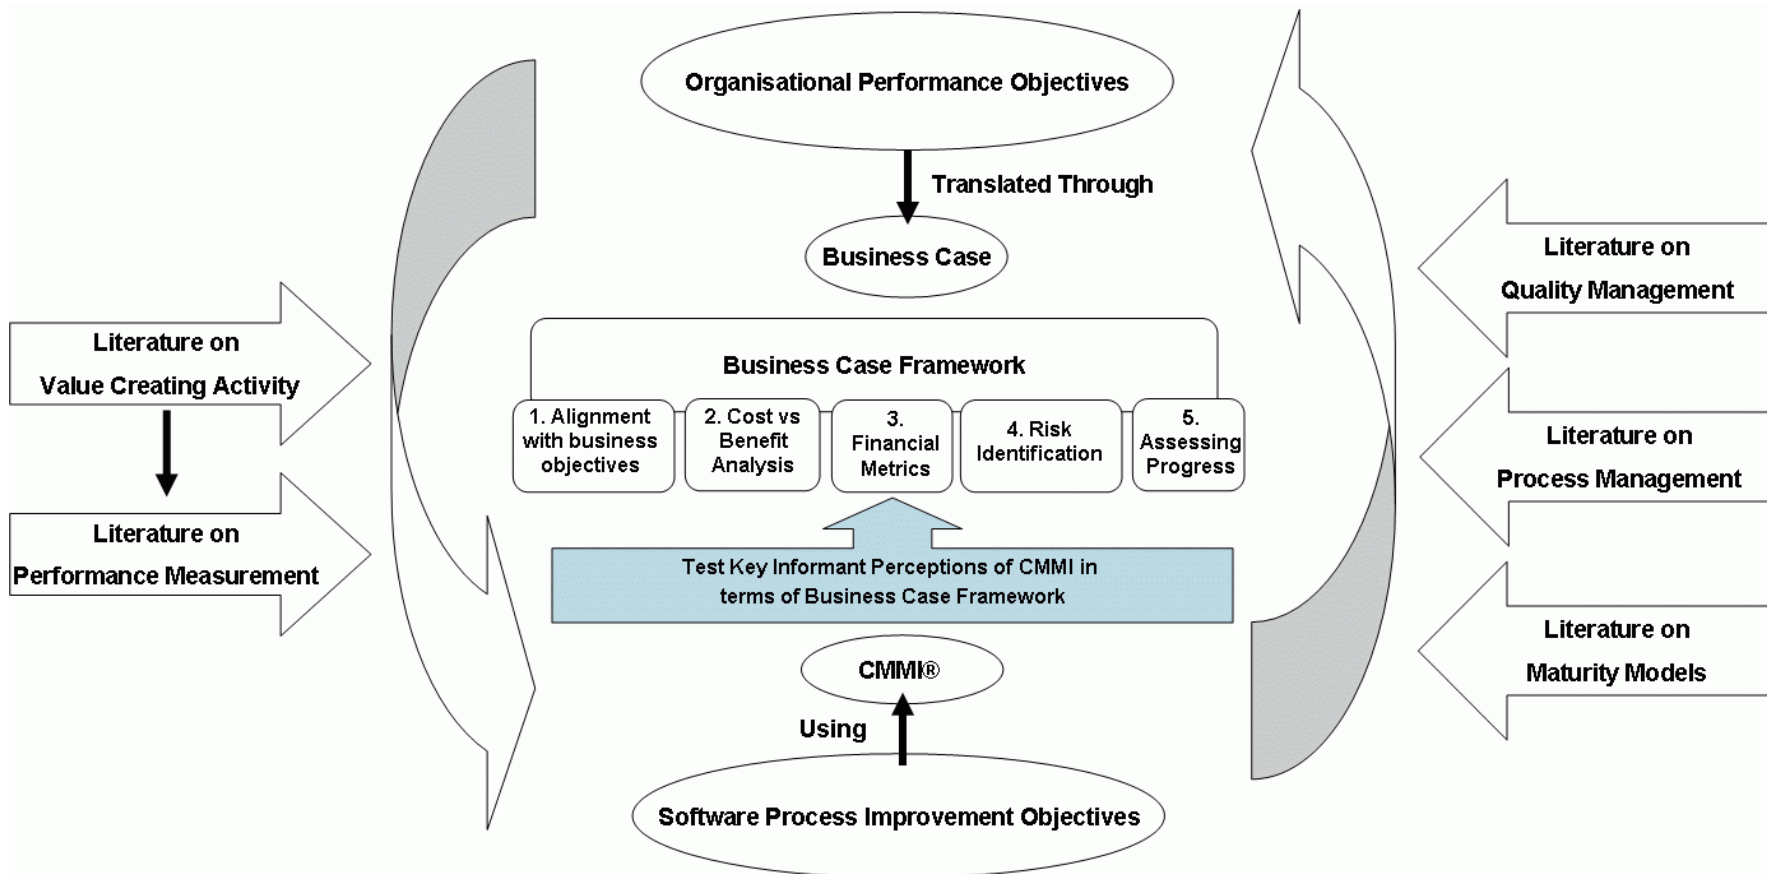 Organisational Performance Objectives
Translated Through
Business Case
Literature on
Value Creating Activity
Literature on
Performance Measurement
Business Case Framework
1. Alignment
with business
objectives
2. Cost vs
Benefit
Analysis
3.
Financial
Metrics
4. Risk
Identification
5.
Assessing
Progress
Test Key Informant Perceptions of CMMI in
terms of Business Case Framework
CMMI®
Using
Software Process Improvement Objectives
Literature on
Quality Management
Literature on
Process Management
Literature on
Maturity Models